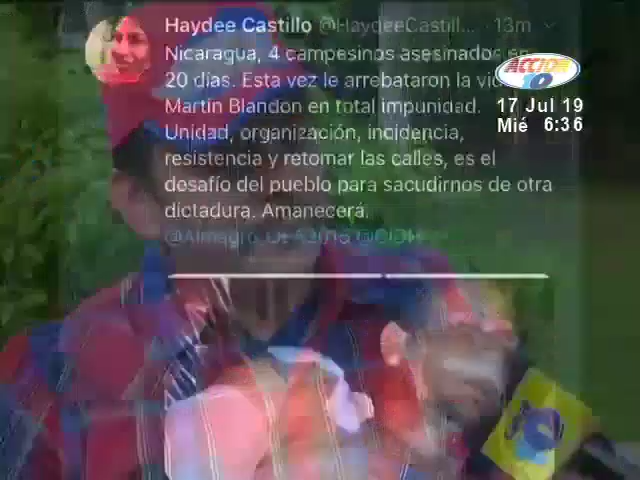 Haydee Castillo @HaydeeCastill... · 13m
Nicaragua, 4 campesinos asesinados en
20 días. Esta vez le arrebataron la vida
Martín Blandon en total impunidad.
Unidad, organización, incidencia,
resistencia y retomar las calles, es el
desafío del pueblo para sacudirnos de otra
dictadura. Amanecerá.
@Almagro_OEA2015 @CIDH
ACCION
10
17 Jul 19
Mié 6:36